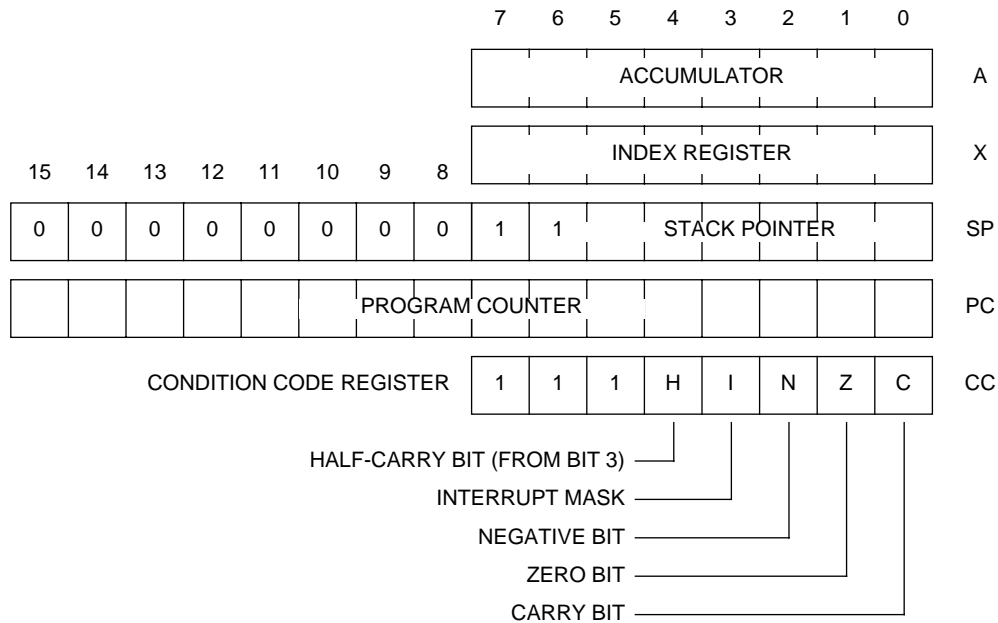 7 6 5 4 3 2 1 0
ACCUMULATOR A
INDEX REGISTER X
15 14 13 12 11 10 9 8
0 0 0 0 0 0 0 0 1 1 STACK POINTER SP
PROGRAM COUNTER PC
CONDITION CODE REGISTER 1 1 1 H I N Z C CC
HALF-CARRY BIT (FROM BIT 3)
INTERRUPT MASK
NEGATIVE BIT
ZERO BIT
CARRY BIT